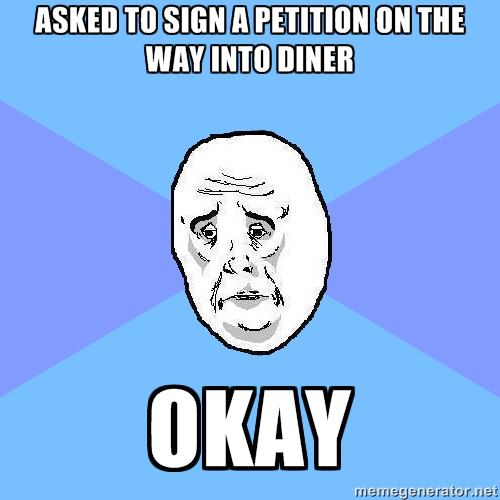 ASKED TO SIGN A PETITION ON THE
WAY INTO DINER
OKAY
memegenerator.net